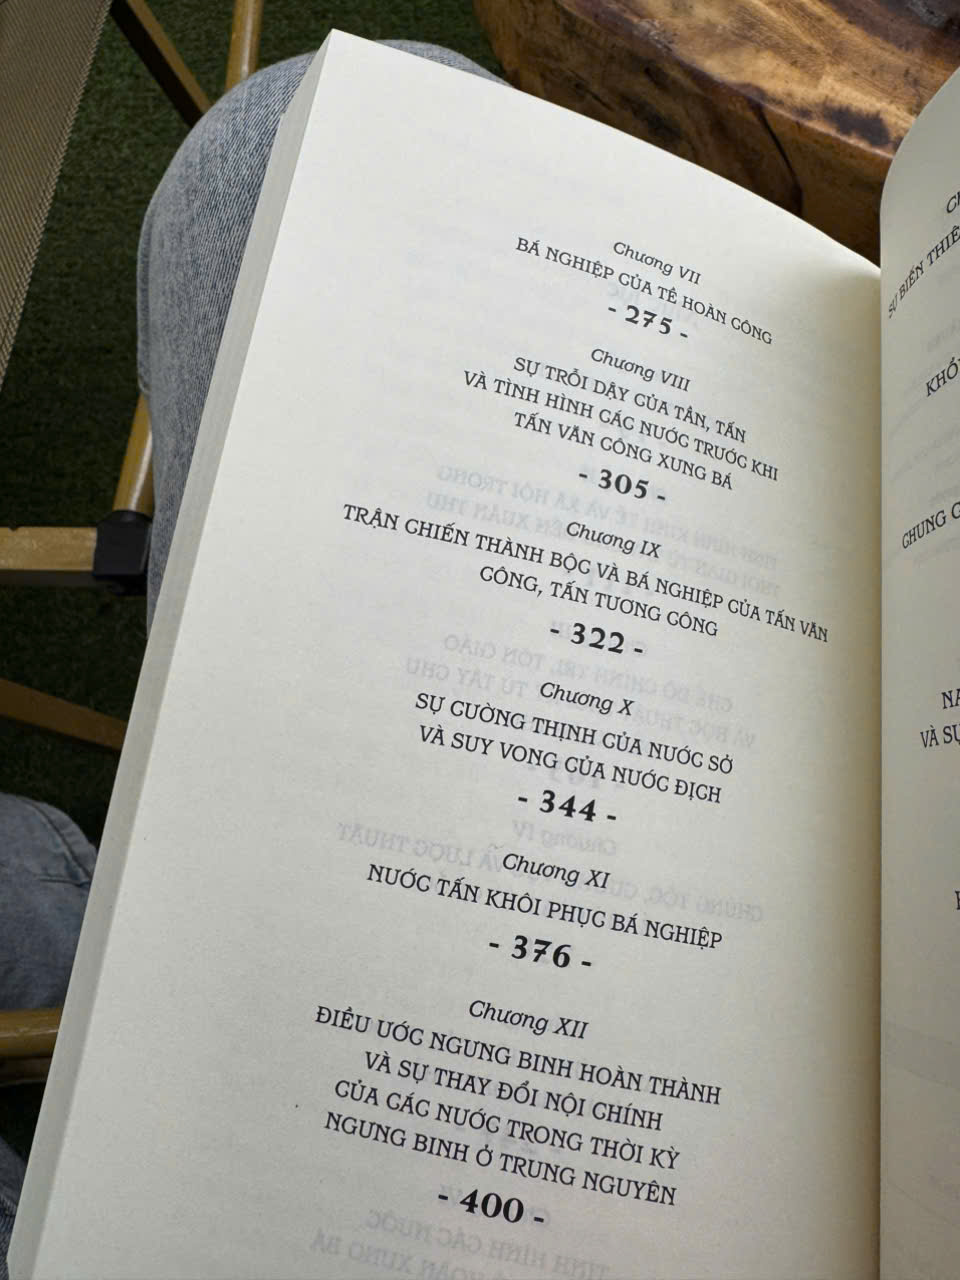 Chương VII
BÁ NGHIỆP CỦA TỀ HOÀN CÔNG
- 275 -
Chương VIII
SỰ TRỖI DẬY CỦA TẦN, TẤN
VÀ TÌNH HÌNH CÁC NƯỚC TRƯỚC KHI
TẤN VĂN CÔNG XUNG BÁ
- 305 -
Chương IX
TRẬN CHIẾN THÀNH BỘC VÀ BÁ NGHIỆP CỦA TẤN VĂN
CÔNG, TẤN TƯƠNG CÔNG
- 322 -
Chương X
SỰ CƯỜNG THỊNH CỦA NƯỚC SỞ
VÀ SUY VONG CỦA NƯỚC ĐỊCH
- 344 -
Chương XI
NƯỚC TẤN KHÔI PHỤC BÁ NGHIỆP
- 376 -
Chương XII
ĐIỀU ƯỚC NGƯNG BINH HOÀN THÀNH
VÀ SỰ THAY ĐỔI NỘI CHÍNH
CỦA CÁC NƯỚC TRONG THỜI KỲ
NGƯNG BINH Ở TRUNG NGUYÊN
- 400 -
SỰ BIẾN THIÊ
CHUNG
VÀ